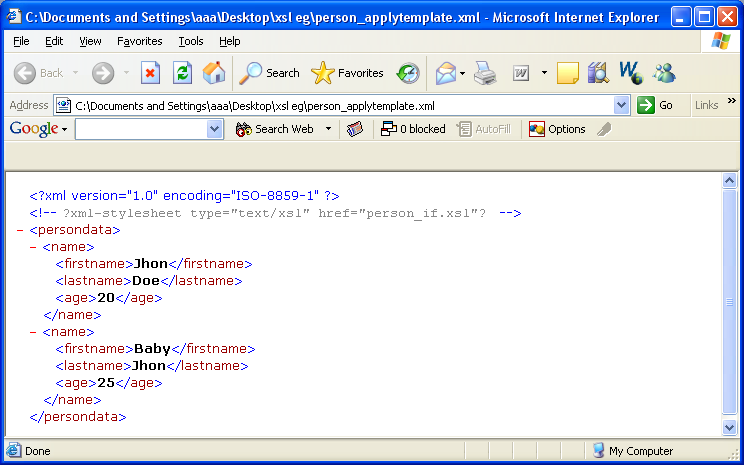 C:\Documents and Settings\aaa\Desktop\xsl eg\person_applytemplate.xml - Microsoft Internet Explorer
File Edit View Favorites Tools Help
Back Search Favorites
Address C:\Documents and Settings\aaa\Desktop\xsl eg\person_applytemplate.xml Go Links »
Google Search Web 0 blocked AutoFill Options
<?xml version="1.0" encoding="ISO-8859-1" ?>
<!-- ?xml-stylesheet type="text/xsl" href="person_if.xsl"? -->
- <persondata>
- <name>
<firstname>Jhon</firstname>
<lastname>Doe</lastname>
<age>20</age>
</name>
- <name>
<firstname>Baby</firstname>
<lastname>Jhon</lastname>
<age>25</age>
</name>
</persondata>
Done My Computer